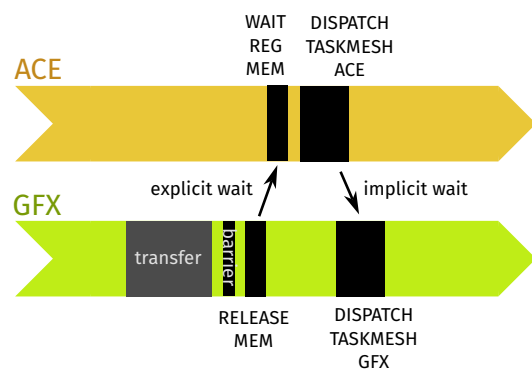 WAIT
REG
MEM
DISPATCH
TASKMESH
ACE
ACE
explicit wait
implicit wait
GFX
transfer
barrier
RELEASE
MEM
DISPATCH
TASKMESH
GFX